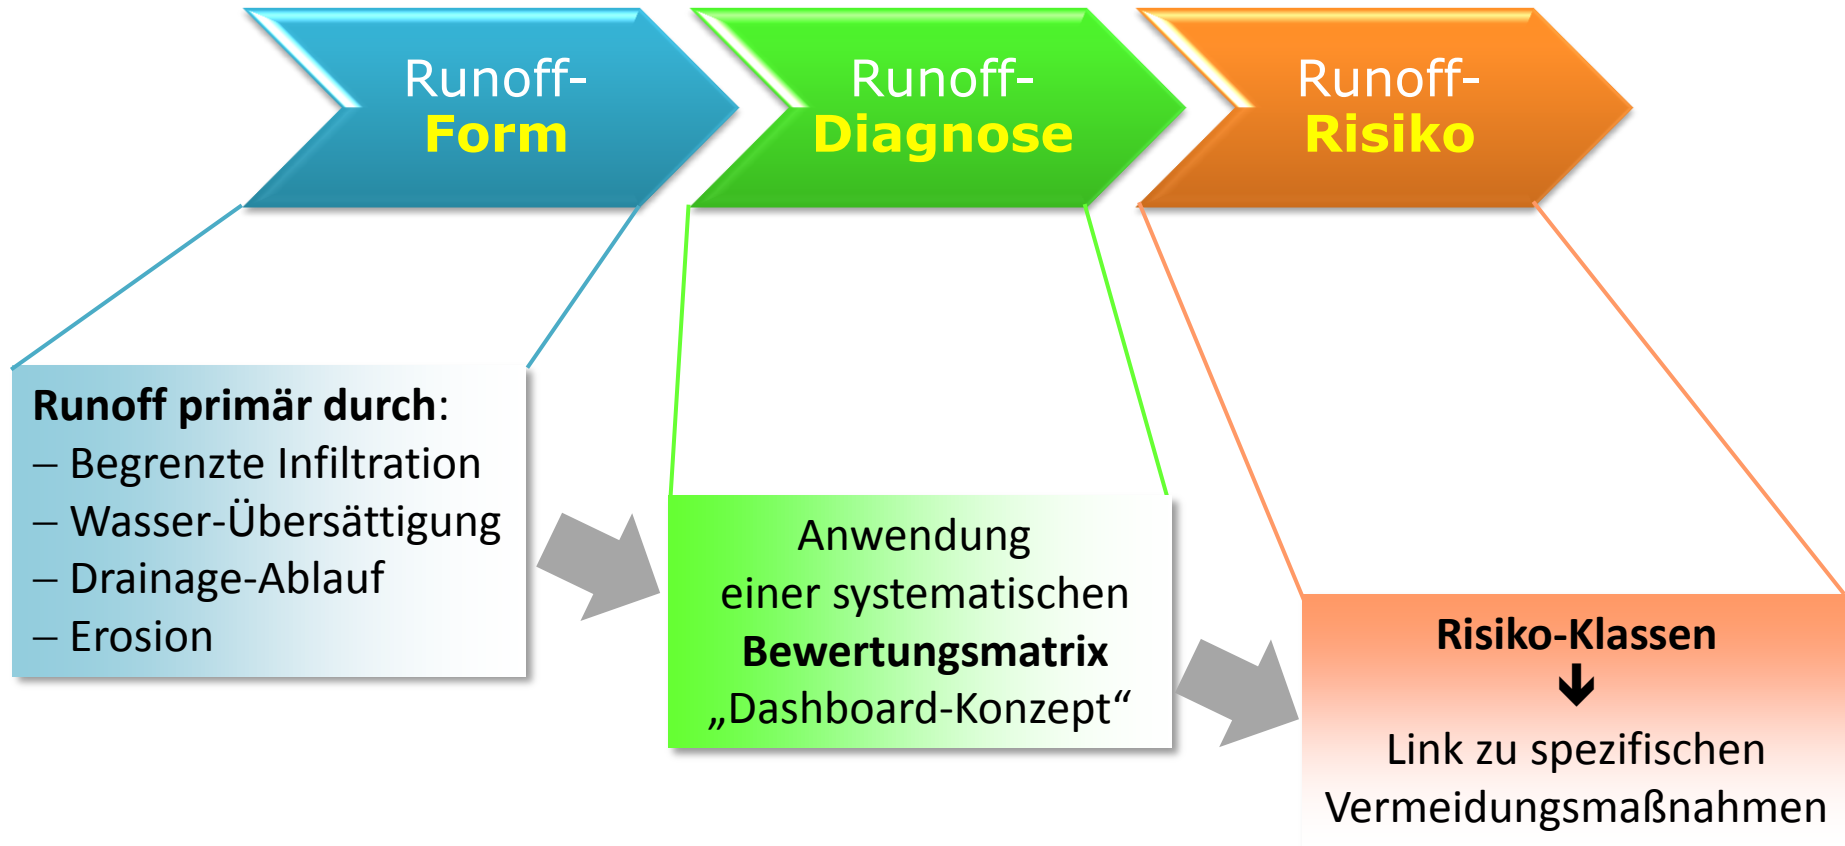 Runoff-
Form
Runoff-
Diagnose
Runoff-
Risiko
Runoff primär durch:
– Begrenzte Infiltration
– Wasser-Übersättigung
– Drainage-Ablauf
– Erosion
Anwendung
einer systematischen
Bewertungsmatrix
„Dashboard-Konzept“
Risiko-Klassen
🡻
Link zu spezifischen
Vermeidungsmaßnahmen